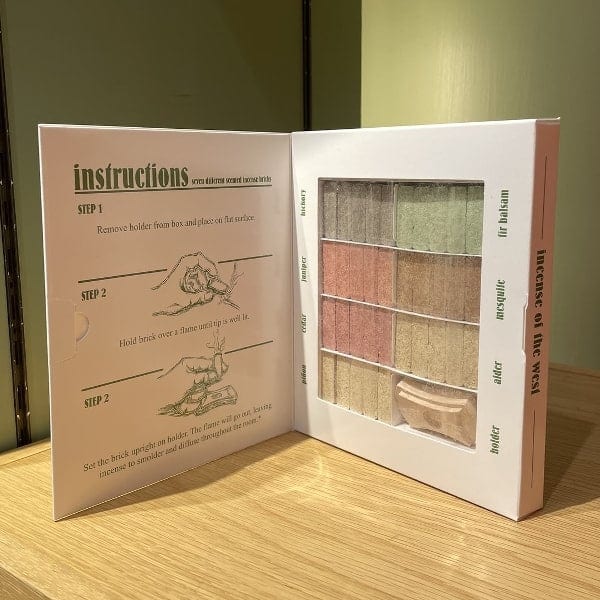 instructions seven different scented incense bricks
STEP 1
Remove holder from box and place on flat surface.
STEP 2
Hold brick over a flame until tip is well lit.
STEP 2
Set the brick upright on holder. The flame will go out, leaving
incense to smolder and diffuse throughout the room.*
hickory
juniper
cedar
piñon
fir balsam
mesquite
alder
holder
incense of the west